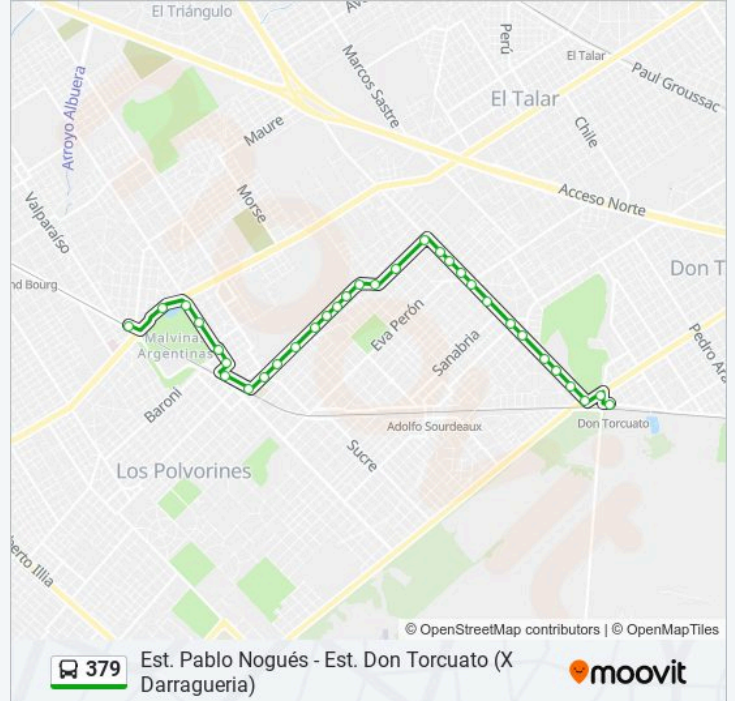 El Triángulo
Arroyo Albuera
Marcos Sastre
Perú
El Talar
Paul Groussac
El Talar
Chile
Maure
Morse
Acceso Norte
Valparaíso
nd Bourg
Don T
Malvina
Argentinas
Eva Perón
Sanabria
Pedro Ara
Baroni
Adolfo Sourdeaux
Don Torcuato
Los Polvorines
Sucre
berto Illia
© OpenStreetMap contributors | © OpenMapTiles
379
Est. Pablo Nogués - Est. Don Torcuato (X
Darragueria)
moovit